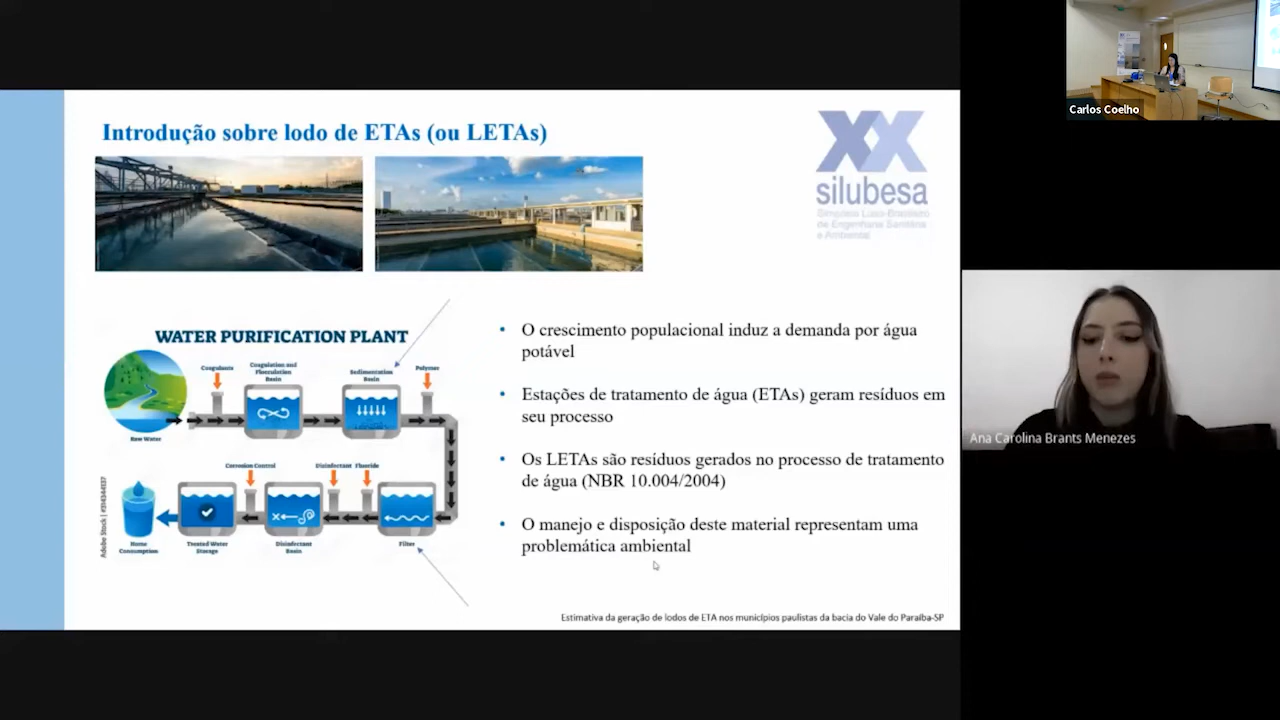 Carlos Coelho
Introdução sobre lodo de ETAs (ou LETAs)
XX
silubesa
Simpósio Luso-Brasileiro
de Engenharia Sanitária
e Ambiental
WATER PURIFICATION PLANT
Coagulants
Coagulation and
Flocculation
Basin
Sedimentation
Basin
Polymer
Raw Water
Corrosion Control
Disinfectant
Fluoride
Home
Consumption
Treated Water
Storage
Disinfectant
Basin
Filter
Adobe Stock | #314344137
• O crescimento populacional induz a demanda por água
potável
• Estações de tratamento de água (ETAs) geram resíduos em
seu processo
• Os LETAs são resíduos gerados no processo de tratamento
de água (NBR 10.004/2004)
• O manejo e disposição deste material representam uma
problemática ambiental
Estimativa da geração de lodos de ETA nos municípios paulistas da bacia do Vale do Paraíba-SP
Ana Carolina Brants Menezes